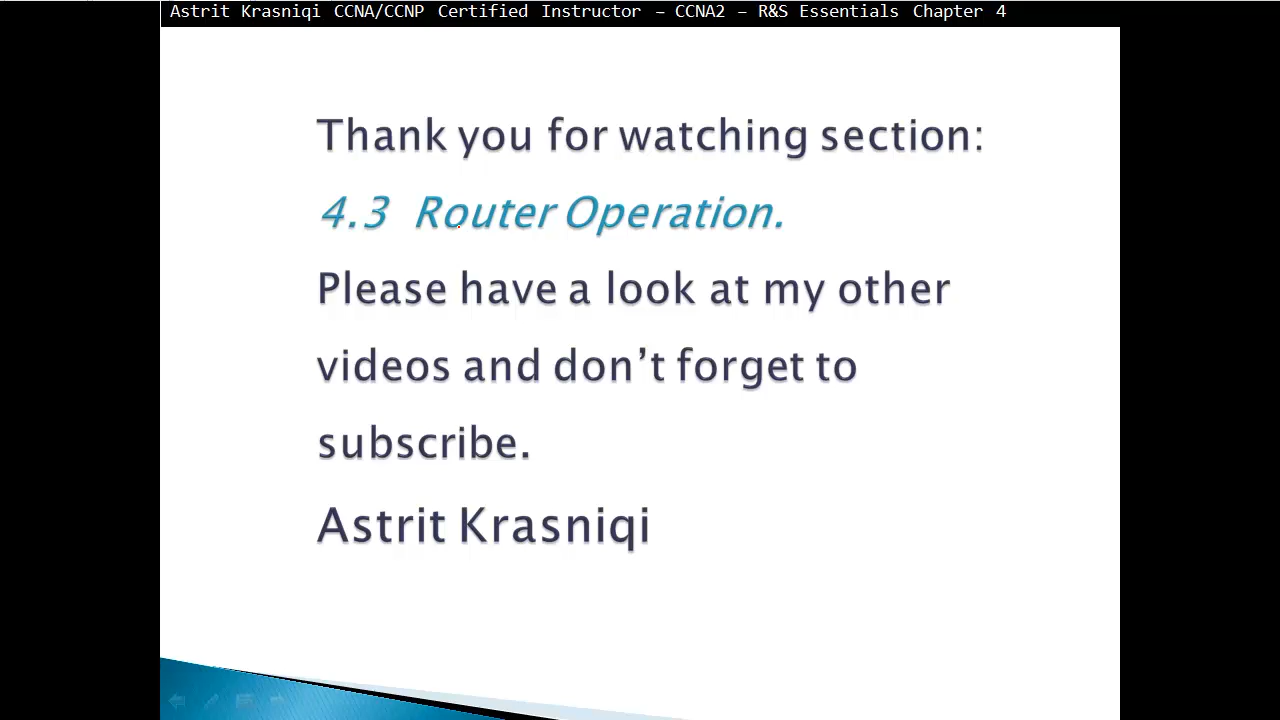 Astrit Krasniqi CCNA/CCNP Certified Instructor – CCNA2 – R&S Essentials Chapter 4
Thank you for watching section:
4.3 Router Operation.
Please have a look at my other
videos and don’t forget to
subscribe.
Astrit Krasniqi